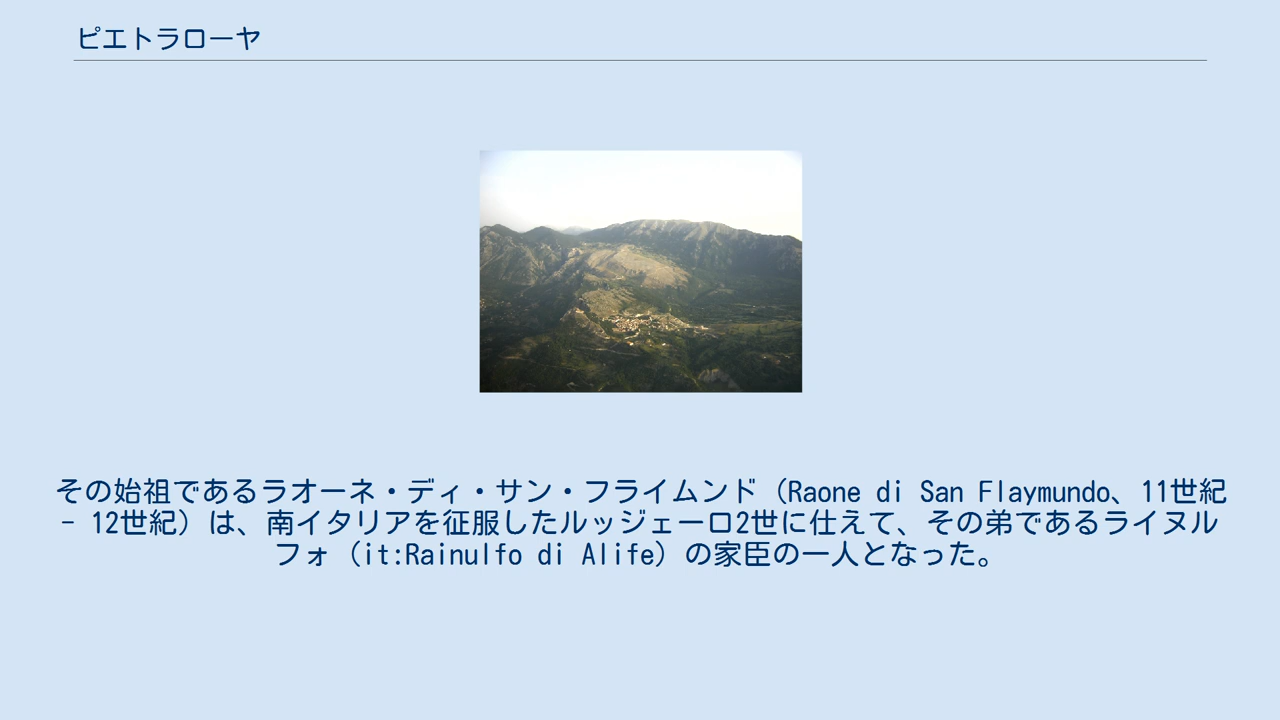 ピエトラローヤ
その始祖であるラオーネ・ディ・サン・フライムンド（Raone di San Flaymundo、11世紀
- 12世紀）は、南イタリアを征服したルッジェーロ2世に仕えて、その弟であるライヌル
フォ（it:Rainulfo di Alife）の家臣の一人となった。